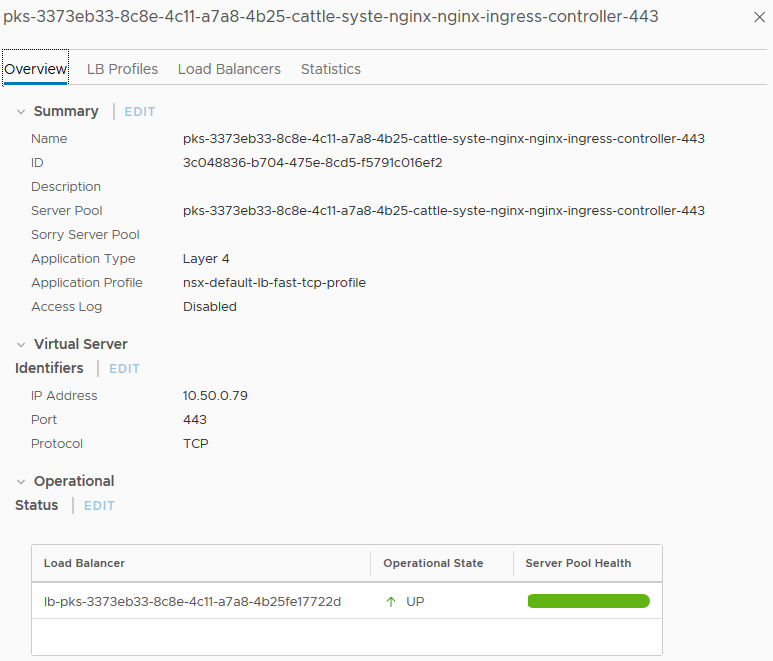 pks-3373eb33-8c8e-4c11-a7a8-4b25-cattle-syste-nginx-nginx-ingress-controller-443
Overview LB Profiles Load Balancers Statistics
Summary | EDIT
Name pks-3373eb33-8c8e-4c11-a7a8-4b25-cattle-syste-nginx-nginx-ingress-controller-443
ID 3c048836-b704-475e-8cd5-f5791c016ef2
Description
Server Pool pks-3373eb33-8c8e-4c11-a7a8-4b25-cattle-syste-nginx-nginx-ingress-controller-443
Sorry Server Pool
Application Type Layer 4
Application Profile nsx-default-lb-fast-tcp-profile
Access Log Disabled
Virtual Server
Identifiers | EDIT
IP Address 10.50.0.79
Port 443
Protocol TCP
Operational
Status | EDIT
Load Balancer Operational State Server Pool Health
lb-pks-3373eb33-8c8e-4c11-a7a8-4b25fe17722d ↑ UP